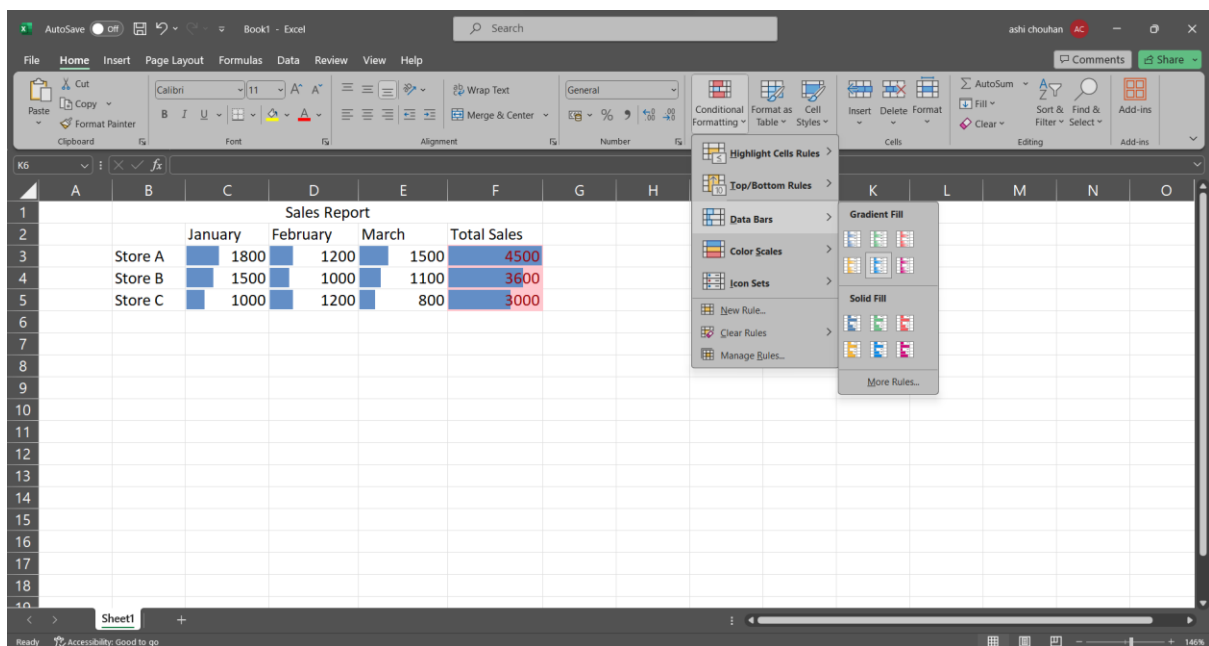 AutoSave Off Book1 - Excel Search ashi chouhan AC
File Home Insert Page Layout Formulas Data Review View Help Comments Share
Paste Cut Copy Format Painter Calibri 11 Wrap Text General Conditional Formatting Format as Table Cell Styles Insert Delete Format AutoSum Fill Clear Sort & Filter Find & Select Add-ins
B I U A Merge & Center %
Clipboard Font Alignment Number Cells Editing Add-ins
K6 fx
A B C D E F G H K L M N O
1 Sales Report
2 January February March Total Sales
3 Store A 1800 1200 1500 4500
4 Store B 1500 1000 1100 3600
5 Store C 1000 1200 800 3000
6
7
8
9
10
11
12
13
14
15
16
17
18
19
Highlight Cells Rules
Top/Bottom Rules
Data Bars
Color Scales
Icon Sets
New Rule...
Clear Rules
Manage Rules...
Gradient Fill
Solid Fill
More Rules...
Sheet1
Ready Accessibility: Good to go 146%